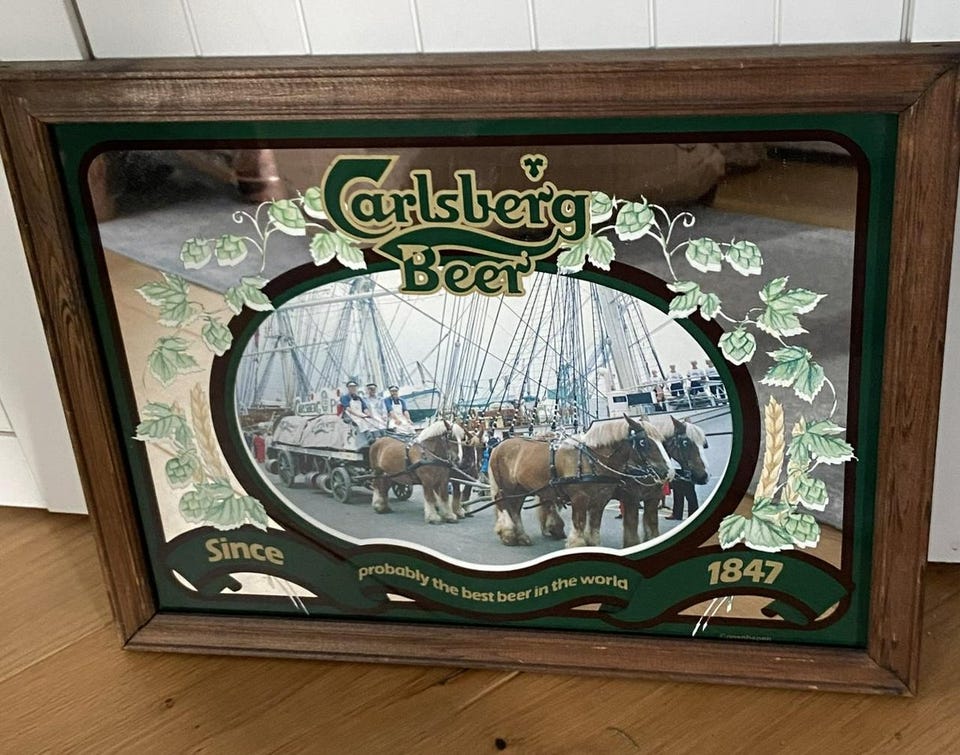 Carlsberg
Beer
Since
probably the best beer in the world
1847